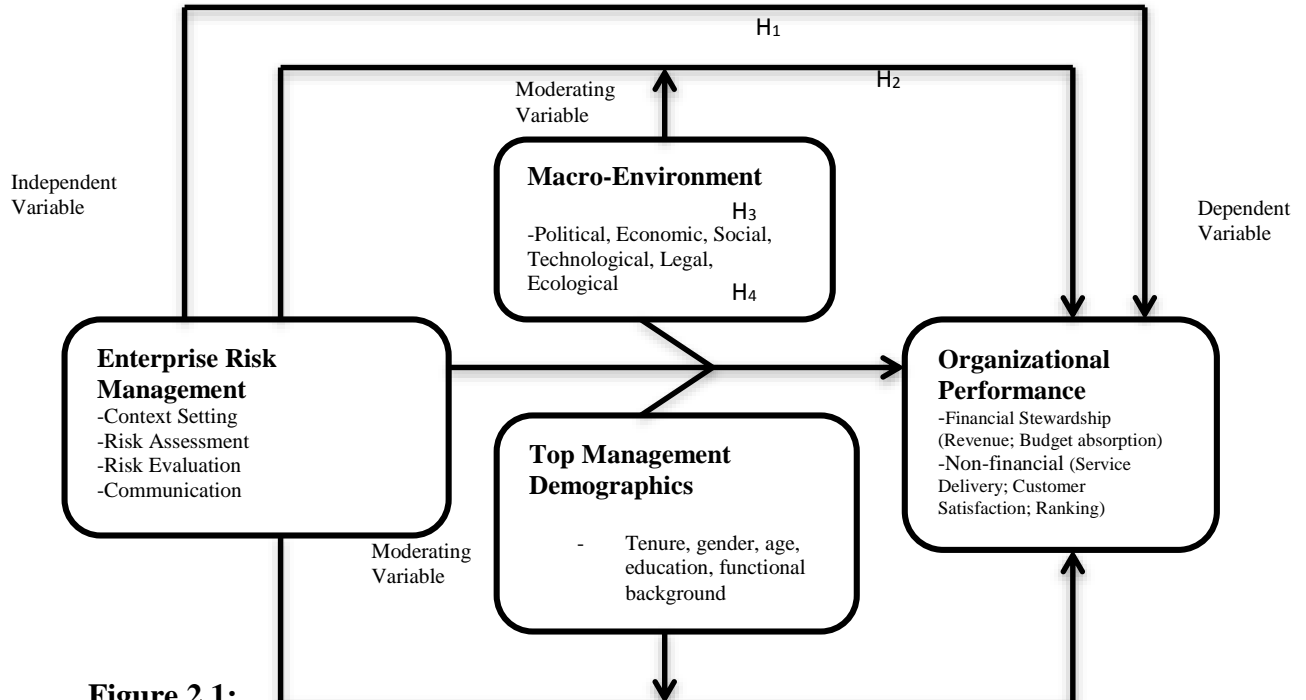 H1
H2
Moderating
Variable
Independent
Variable
Macro-Environment
H3
-Political, Economic, Social,
Technological, Legal,
Ecological
H4
Dependent
Variable
Enterprise Risk
Management
-Context Setting
-Risk Assessment
-Risk Evaluation
-Communication
Organizational
Performance
-Financial Stewardship
(Revenue; Budget absorption)
-Non-financial (Service
Delivery; Customer
Satisfaction; Ranking)
Top Management
Demographics
- Tenure, gender, age,
education, functional
background
Moderating
Variable
Figure 2.1: